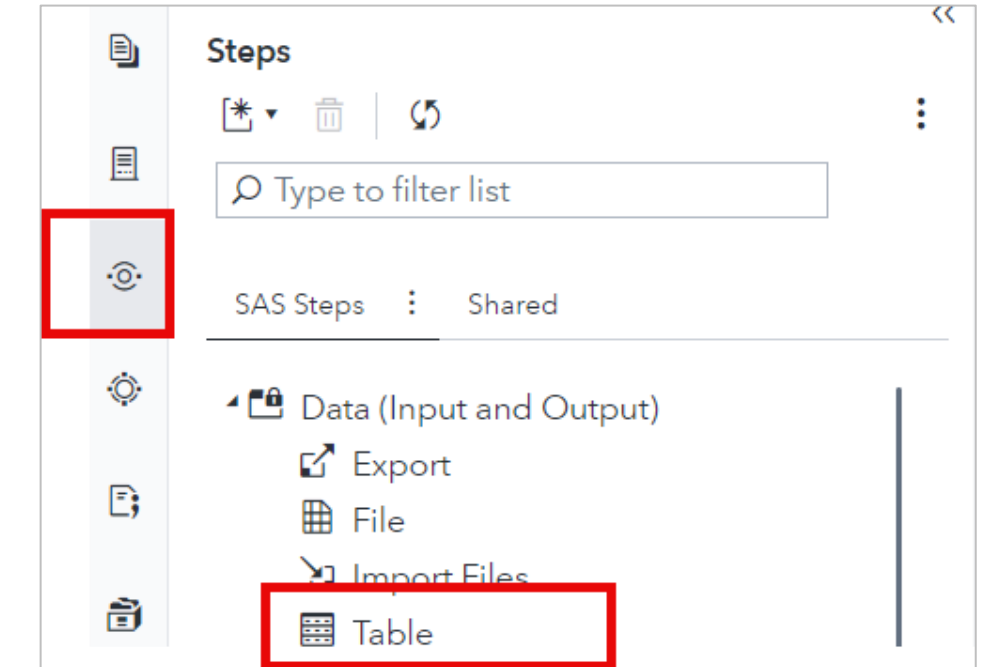 Steps
Type to filter list
SAS Steps Shared
Data (Input and Output)
Export
File
Import Files
Table